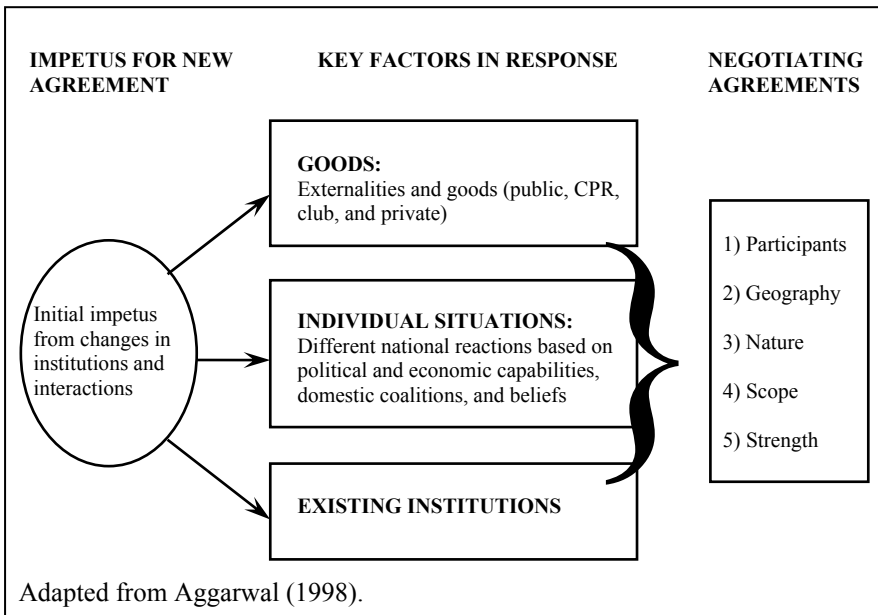 IMPETUS FOR NEW
AGREEMENT
KEY FACTORS IN RESPONSE
NEGOTIATING
AGREEMENTS
Initial impetus
from changes in
institutions and
interactions
GOODS:
Externalities and goods (public, CPR,
club, and private)
INDIVIDUAL SITUATIONS:
Different national reactions based on
political and economic capabilities,
domestic coalitions, and beliefs
EXISTING INSTITUTIONS
1) Participants
2) Geography
3) Nature
4) Scope
5) Strength
Adapted from Aggarwal (1998).